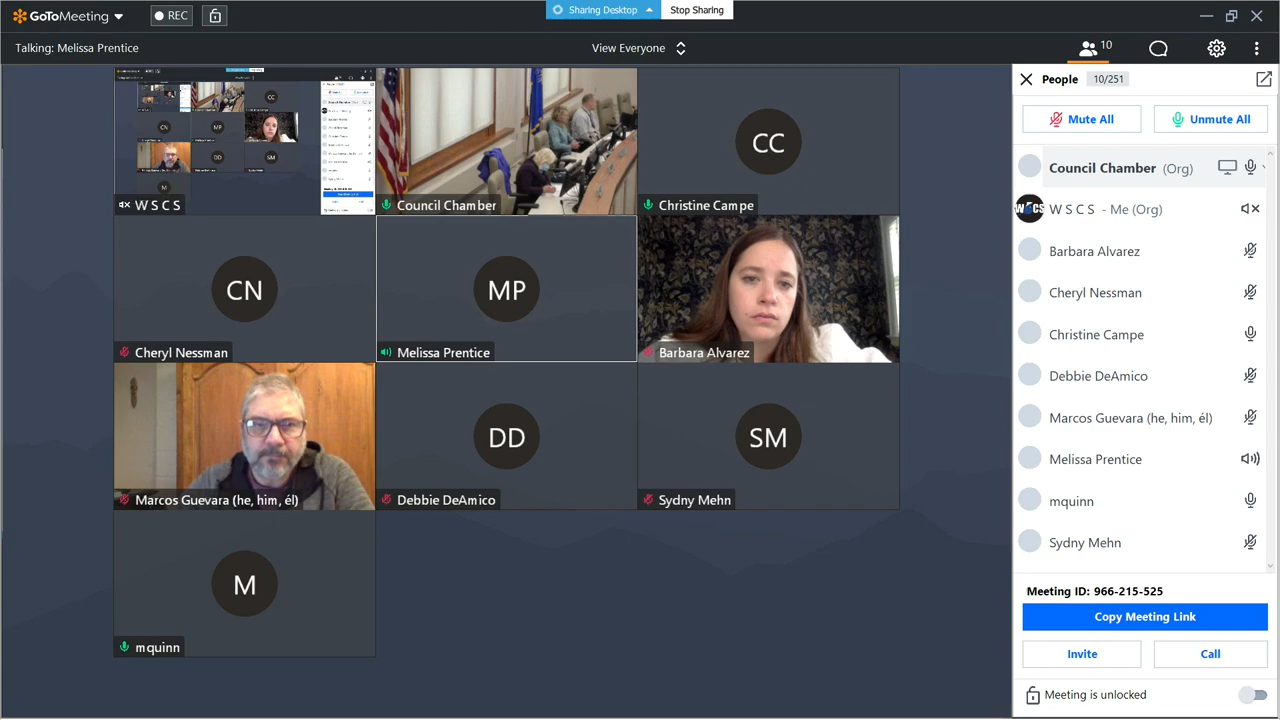 GoToMeeting
REC
Sharing Desktop
Stop Sharing
Talking: Melissa Prentice
View Everyone
10
People
10/251
Mute All
Unmute All
W S C S
Council Chamber
CC
Christine Campe
CN
Cheryl Nessman
MP
Melissa Prentice
Barbara Alvarez
Marcos Guevara (he, him, él)
DD
Debbie DeAmico
SM
Sydny Mehn
M
mquinn
Council Chamber (Org)
WSCS
W S C S - Me (Org)
Barbara Alvarez
Cheryl Nessman
Christine Campe
Debbie DeAmico
Marcos Guevara (he, him, él)
Melissa Prentice
mquinn
Sydny Mehn
Meeting ID: 966-215-525
Copy Meeting Link
Invite
Call
Meeting is unlocked